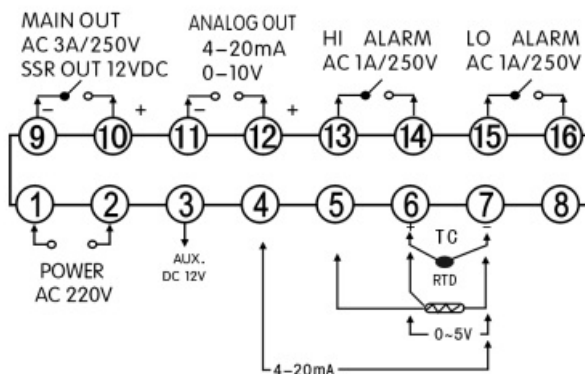 MAIN OUT
AC 3A/250V
SSR OUT 12VDC
ANALOG OUT
4-20mA
0-10V
HI ALARM
AC 1A/250V
LO ALARM
AC 1A/250V
− + − +
9 10 11 12 13 14 15 16
1 2 3 4 5 6 7 8
POWER
AC 220V
AUX.
DC 12V
+ TC −
RTD
0~5V
4-20mA